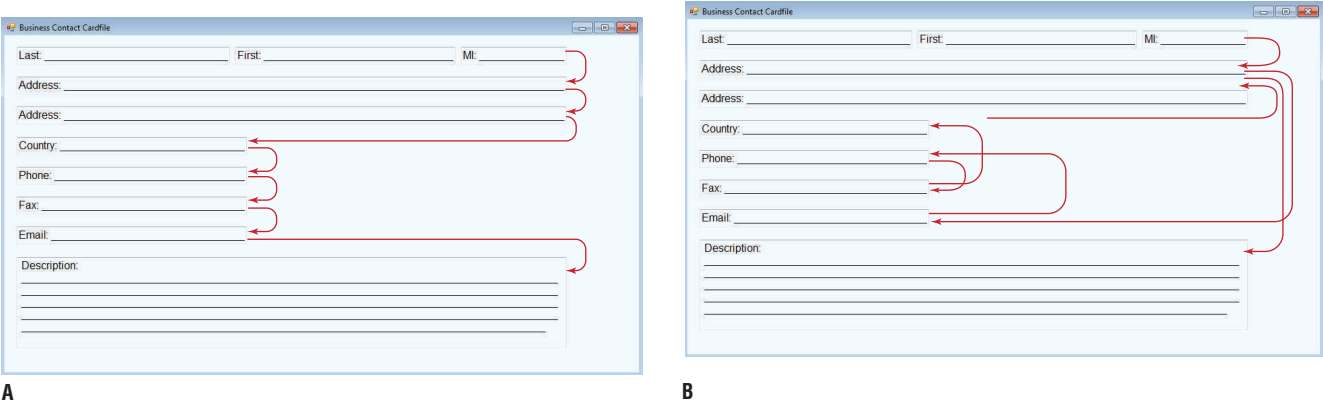 Business Contact Cardfile
Last: First: MI:
Address:
Address:
Country:
Phone:
Fax:
Email:
Description:
A
Business Contact Cardfile
Last: First: MI:
Address:
Address:
Country:
Phone:
Fax:
Email:
Description:
B